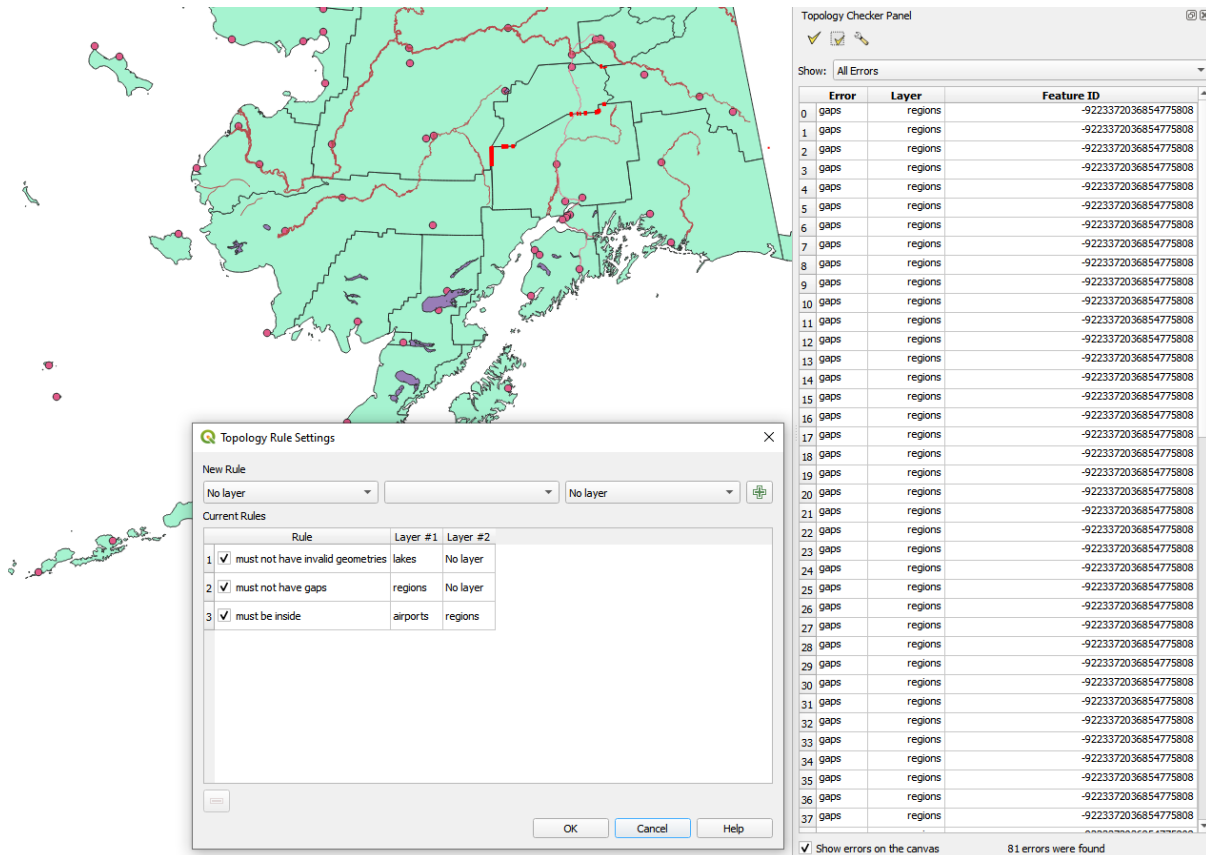 Topology Checker Panel
Show: All Errors
Error Layer Feature ID
0 gaps regions -9223372036854775808
1 gaps regions -9223372036854775808
2 gaps regions -9223372036854775808
3 gaps regions -9223372036854775808
4 gaps regions -9223372036854775808
5 gaps regions -9223372036854775808
6 gaps regions -9223372036854775808
7 gaps regions -9223372036854775808
8 gaps regions -9223372036854775808
9 gaps regions -9223372036854775808
10 gaps regions -9223372036854775808
11 gaps regions -9223372036854775808
12 gaps regions -9223372036854775808
13 gaps regions -9223372036854775808
14 gaps regions -9223372036854775808
15 gaps regions -9223372036854775808
16 gaps regions -9223372036854775808
17 gaps regions -9223372036854775808
18 gaps regions -9223372036854775808
19 gaps regions -9223372036854775808
20 gaps regions -9223372036854775808
21 gaps regions -9223372036854775808
22 gaps regions -9223372036854775808
23 gaps regions -9223372036854775808
24 gaps regions -9223372036854775808
25 gaps regions -9223372036854775808
26 gaps regions -9223372036854775808
27 gaps regions -9223372036854775808
28 gaps regions -9223372036854775808
29 gaps regions -9223372036854775808
30 gaps regions -9223372036854775808
31 gaps regions -9223372036854775808
32 gaps regions -9223372036854775808
33 gaps regions -9223372036854775808
34 gaps regions -9223372036854775808
35 gaps regions -9223372036854775808
36 gaps regions -9223372036854775808
37 gaps regions -9223372036854775808
Show errors on the canvas 81 errors were found
Topology Rule Settings
New Rule
No layer No layer
Current Rules
Rule Layer #1 Layer #2
1 must not have invalid geometries lakes No layer
2 must not have gaps regions No layer
3 must be inside airports regions
OK Cancel Help